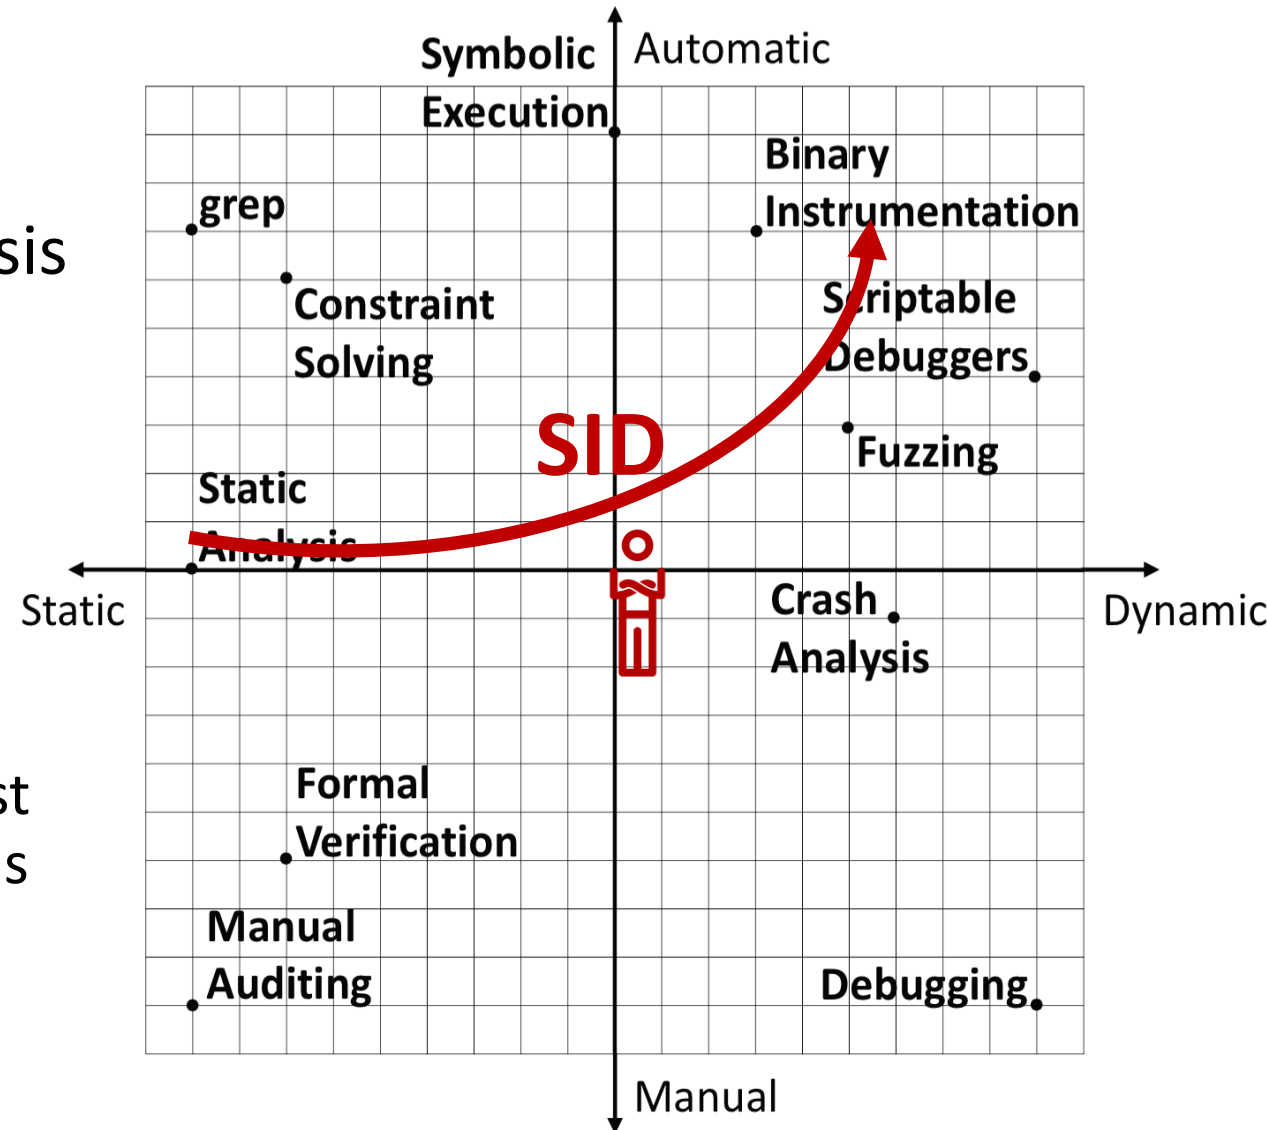 Symbolic
Execution
Automatic
Binary
Instrumentation
grep
sis
Constraint
Solving
Scriptable
Debuggers
SID
Fuzzing
Static
Analysis
Static
Dynamic
Crash
Analysis
st
s
Formal
Verification
Manual
Auditing
Debugging
Manual